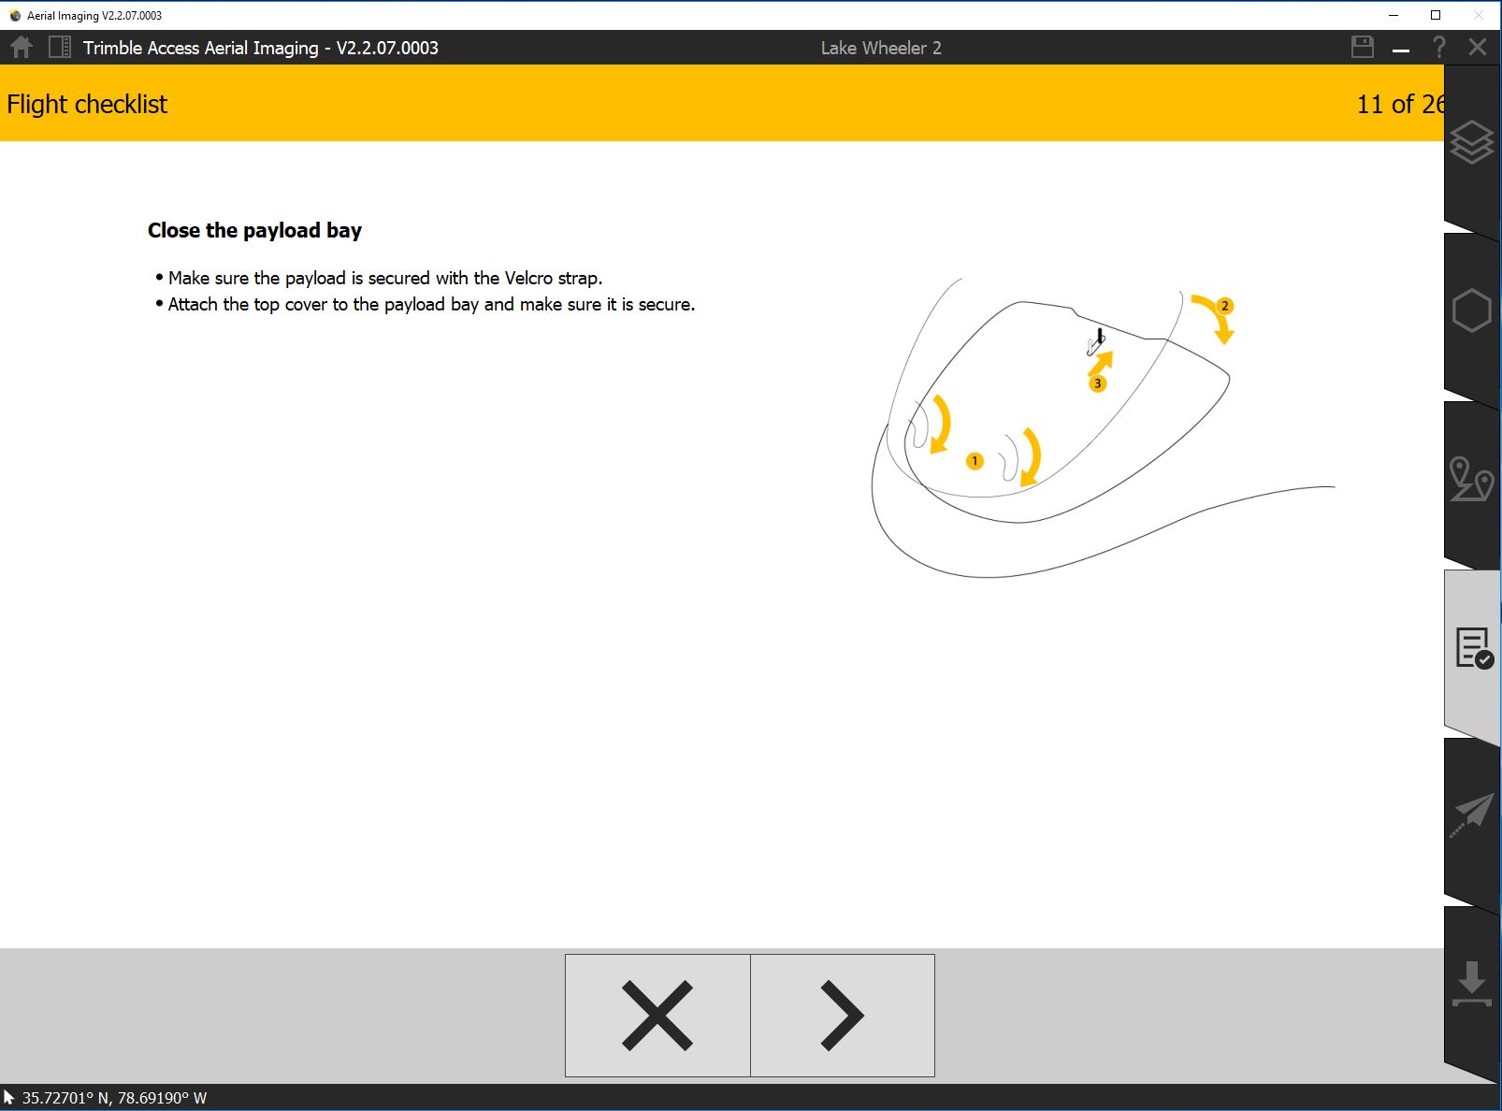 Aerial Imaging V2.2.07.0003
Trimble Access Aerial Imaging - V2.2.07.0003
Lake Wheeler 2
?
Flight checklist
11 of 26
Close the payload bay
• Make sure the payload is secured with the Velcro strap.
• Attach the top cover to the payload bay and make sure it is secure.
2
3
1
35.72701° N, 78.69190° W